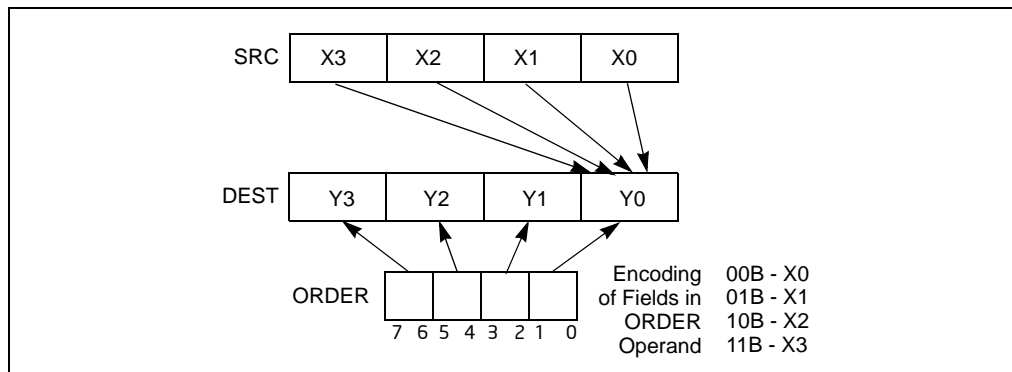 SRC X3 X2 X1 X0
DEST Y3 Y2 Y1 Y0
ORDER
7 6 5 4 3 2 1 0
Encoding 00B - X0
of Fields in 01B - X1
ORDER 10B - X2
Operand 11B - X3